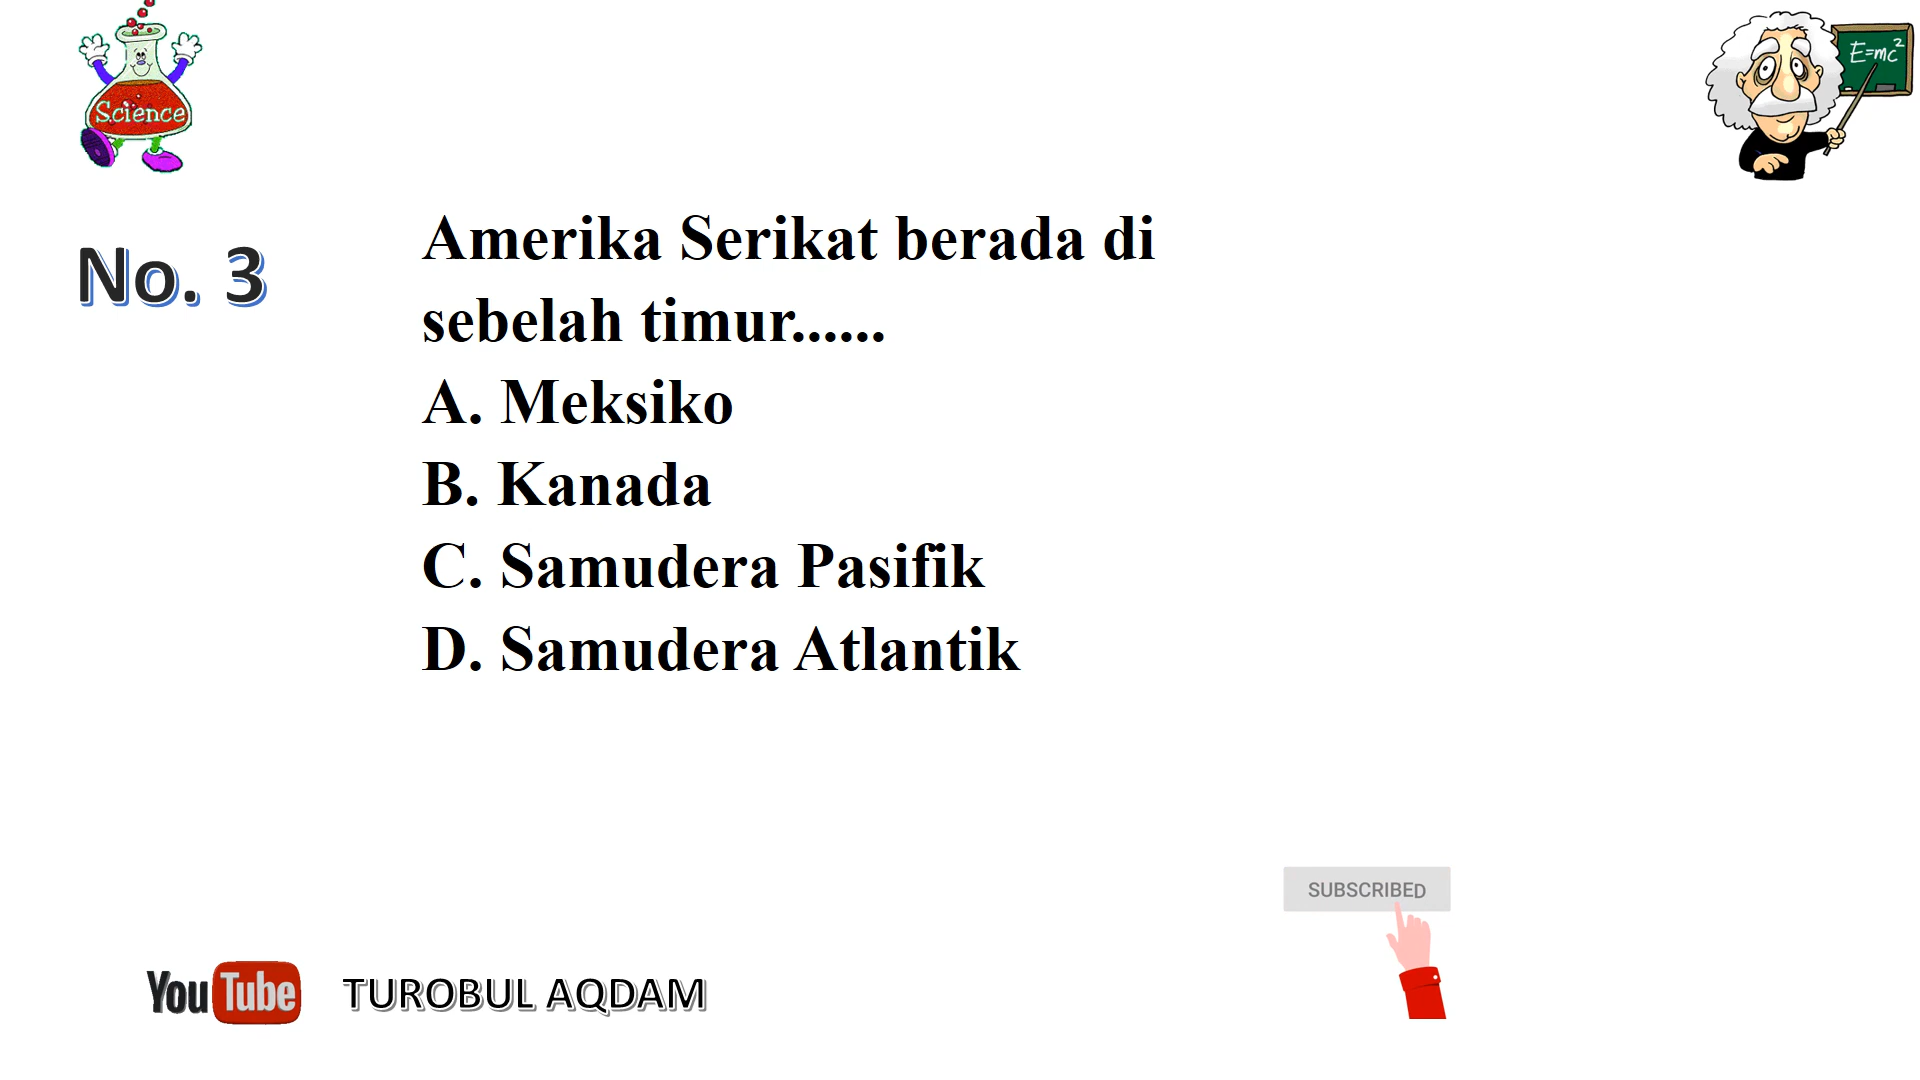 Science
E=mc²
No. 3
Amerika Serikat berada di
sebelah timur......
A. Meksiko
B. Kanada
C. Samudera Pasifik
D. Samudera Atlantik
SUBSCRIBED
YouTube TUROBUL AQDAM